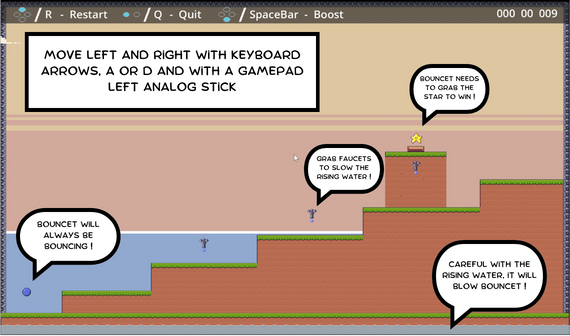 / R - Restart / Q - Quit / SpaceBar - Boost 000 00 009
MOVE LEFT AND RIGHT WITH KEYBOARD
ARROWS, A OR D AND WITH A GAMEPAD
LEFT ANALOG STICK
BOUNCET NEEDS
TO GRAB THE
STAR TO WIN !
GRAB FAUCETS
TO SLOW THE
RISING WATER !
BOUNCET WILL
ALWAYS BE
BOUNCING !
CAREFUL WITH THE
RISING WATER, IT WILL
BLOW BOUNCET !